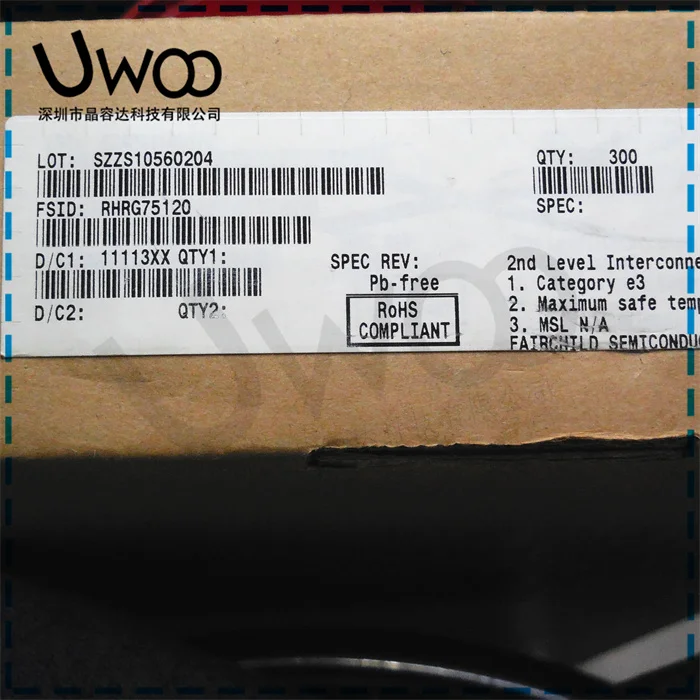 Uwoo
深圳市晶容达科技有限公司
LOT: SZZS10560204
QTY: 300
FSID: RHRG75120
SPEC:
D/C1: 11113XX QTY1:
SPEC REV:
2nd Level Interconne
Pb-free
1. Category e3
D/C2: QTY2:
RoHS
COMPLIANT
2. Maximum safe temp
3. MSL N/A
FAIRCHILD SEMICONDUC
Uwoo